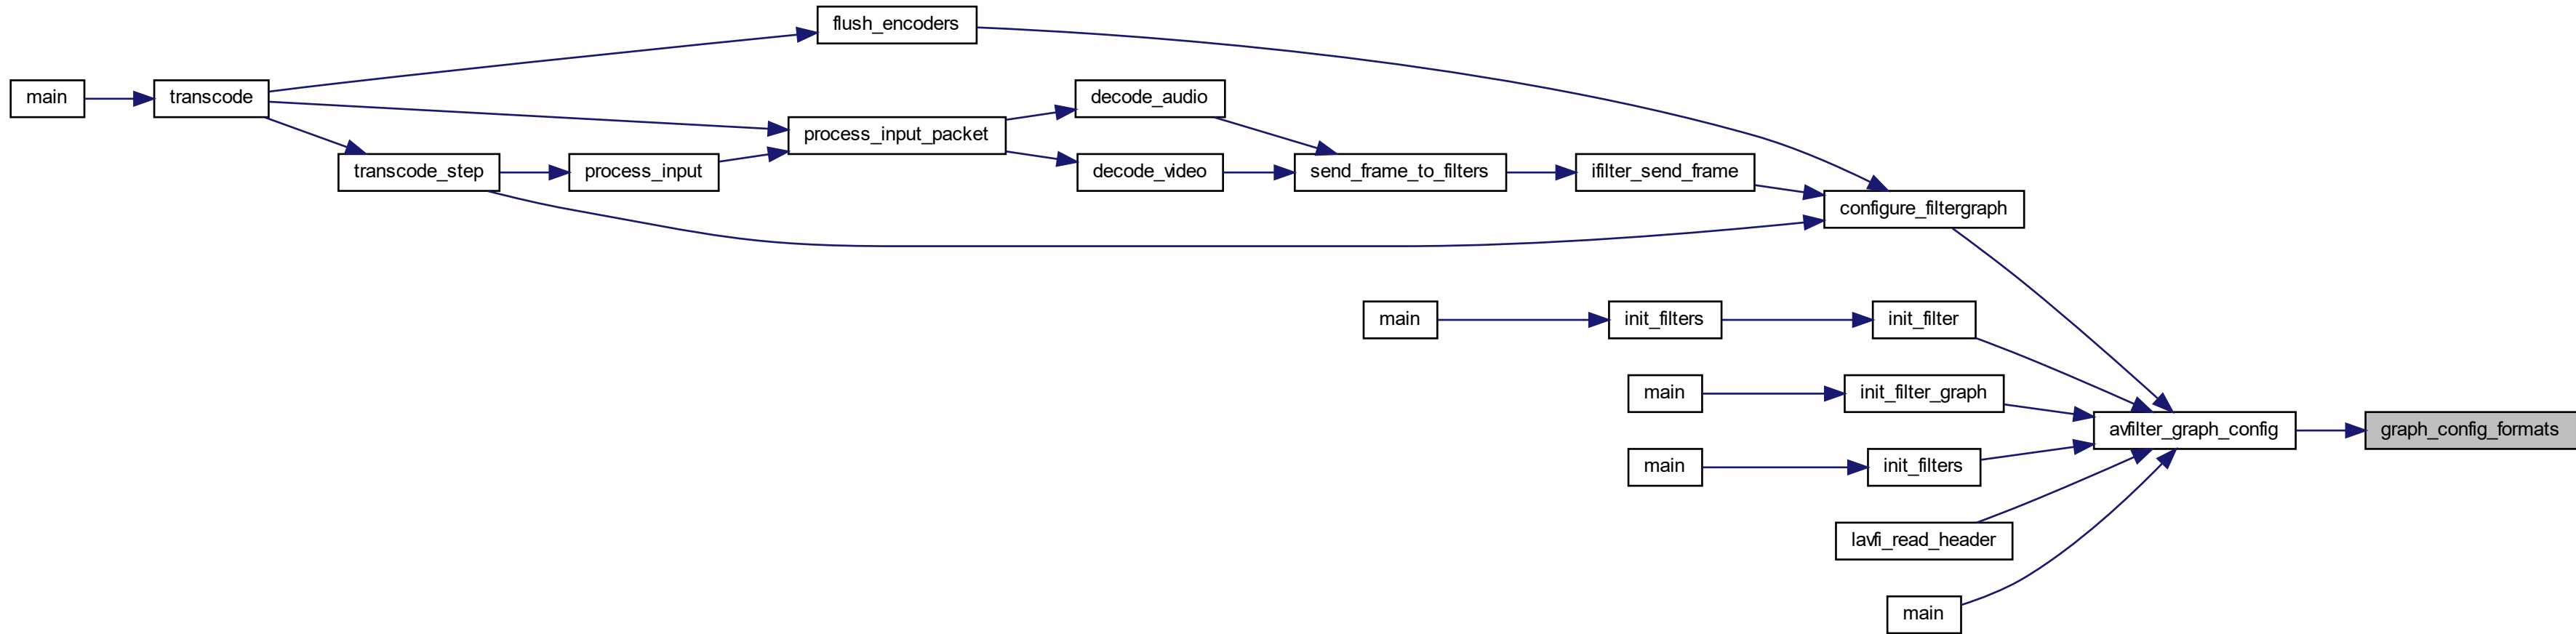 flush_encoders
main
transcode
decode_audio
process_input_packet
transcode_step
process_input
decode_video
send_frame_to_filters
ifilter_send_frame
configure_filtergraph
main
init_filters
init_filter
main
init_filter_graph
avfilter_graph_config
graph_config_formats
main
init_filters
lavfi_read_header
main